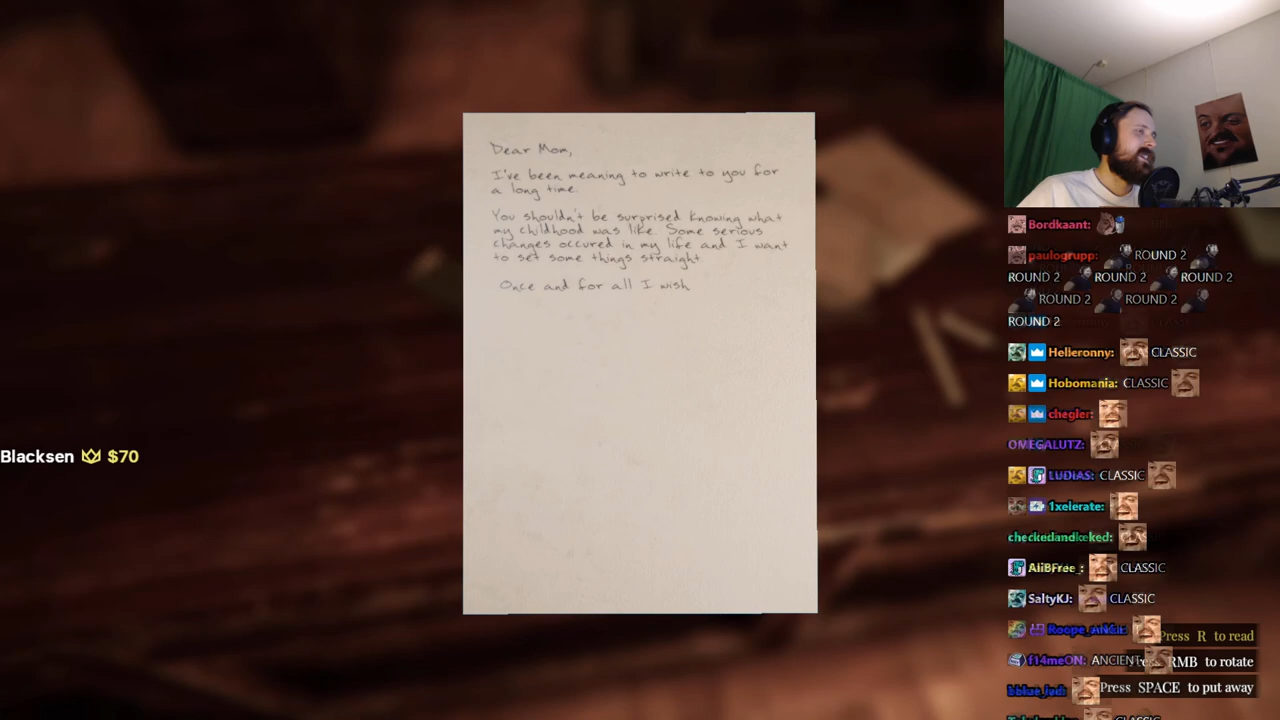 Dear Mom,
I've been meaning to write to you for
a long time.
You shouldn't be surprised knowing what
my childhood was like. Some serious
changes occured in my life and I want
to set some things straight
Once and for all I wish
Blacksen $70
Bordkaant:
paulogrupp: ROUND 2
ROUND 2 ROUND 2 ROUND 2
ROUND 2 ROUND 2
ROUND 2
Helleronny: CLASSIC
Hobomania: CLASSIC
chegler:
OMEGALUTZ:
LUDIAS: CLASSIC
1xelerate:
checkedandkeked:
AliBFree_: CLASSIC
SaltyKJ: CLASSIC
Press R to read
f14meON: ANCIENT
RMB to rotate
Press SPACE to put away